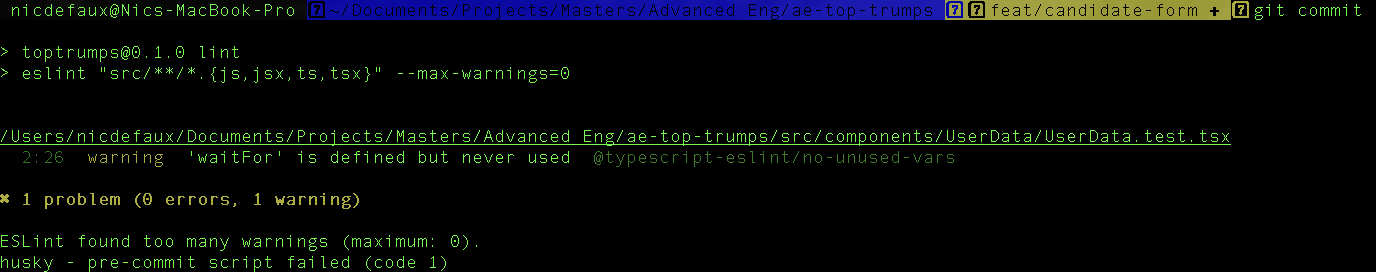 nicdefaux@Nics-MacBook-Pro ~/Documents/Projects/Masters/Advanced Eng/ae-top-trumps feat/candidate-form + git commit
> toptrumps@0.1.0 lint
> eslint "src/**/*.{js,jsx,ts,tsx}" --max-warnings=0
/Users/nicdefaux/Documents/Projects/Masters/Advanced Eng/ae-top-trumps/src/components/UserData/UserData.test.tsx
2:26 warning 'waitFor' is defined but never used @typescript-eslint/no-unused-vars
✖ 1 problem (0 errors, 1 warning)
ESLint found too many warnings (maximum: 0).
husky - pre-commit script failed (code 1)